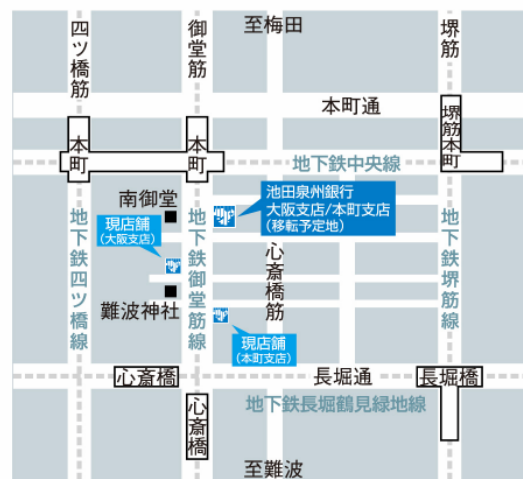 至梅田
四ツ橋筋
御堂筋
堺筋
本町通
本町
本町
堺筋本町
地下鉄中央線
南御堂
池田泉州銀行
大阪支店/本町支店
(移転予定地)
現店舗
(大阪支店)
地下鉄四ツ橋線
地下鉄御堂筋線
心斎橋筋
地下鉄堺筋線
難波神社
現店舗
(本町支店)
心斎橋
長堀通
長堀橋
心斎橋
地下鉄長堀鶴見緑地線
至難波